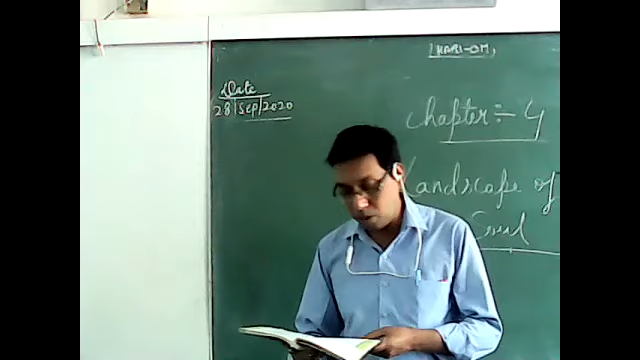 HARI-OM,
Date
28|Sep|2020
Chapter:- 4
Landscape of
Soul